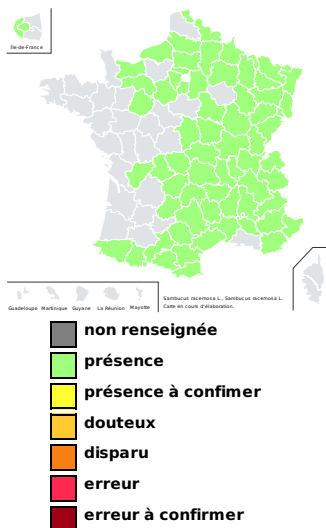 Île-de-France
Guadeloupe Martinique Guyane La Réunion Mayotte
Sambucus racemosa L., Sambucus racemosa L.
Carte en cours d'élaboration.
non renseignée
présence
présence à confimer
douteux
disparu
erreur
erreur à confirmer